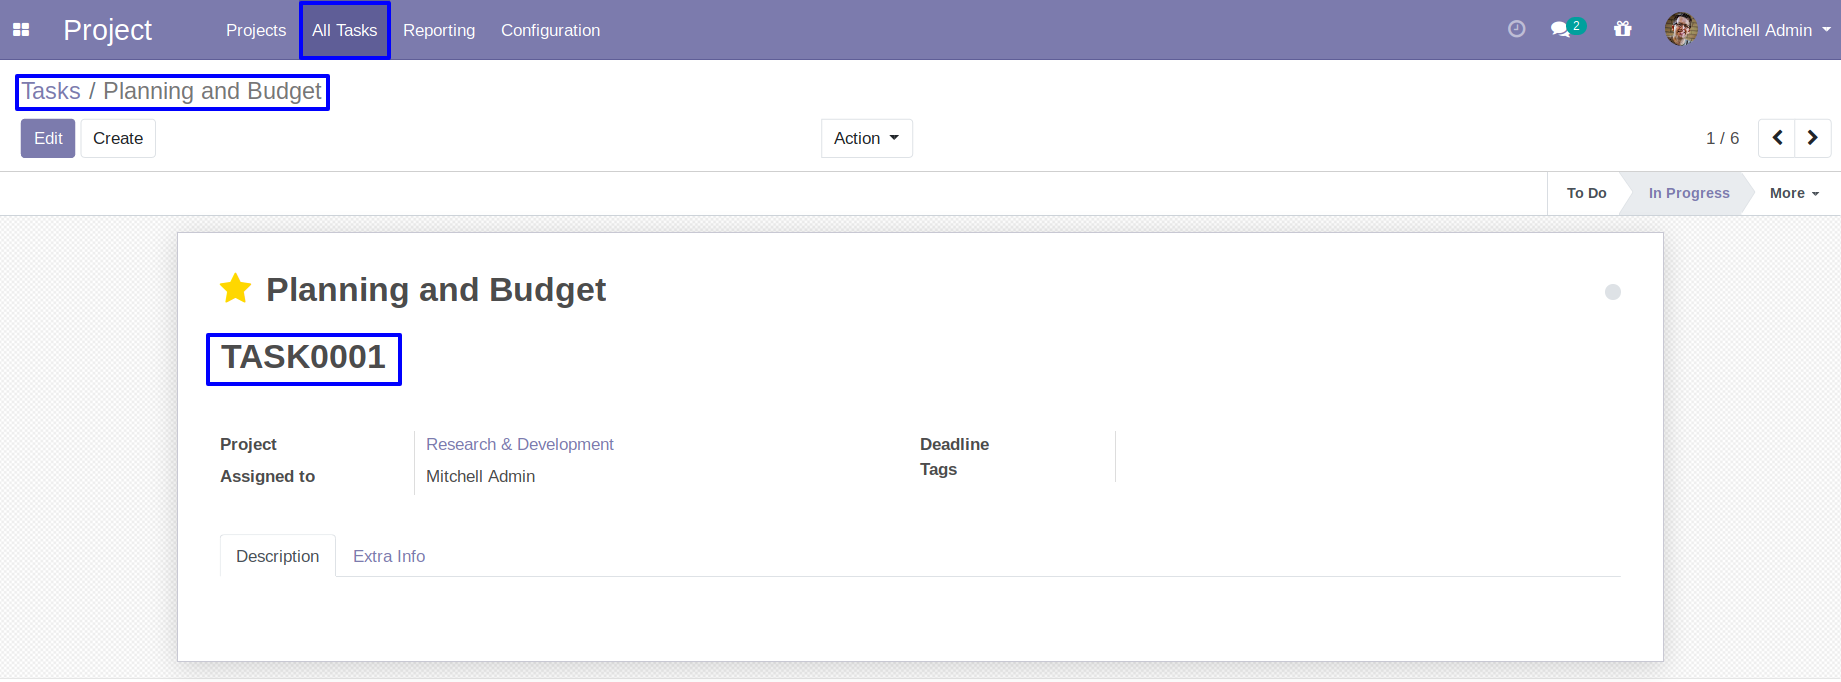 Project Projects All Tasks Reporting Configuration 2 Mitchell Admin
Tasks / Planning and Budget
Edit Create Action 1 / 6
To Do In Progress More
Planning and Budget
TASK0001
Project Research & Development Deadline
Tags
Assigned to Mitchell Admin
Description Extra Info